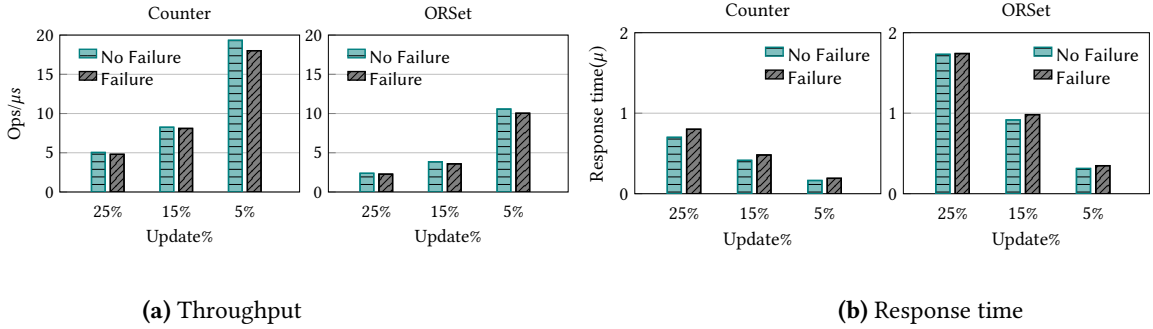 Counter
ORSet
20
15
10
5
0
Ops/μs
No Failure
Failure
25%
15%
5%
Update%
20
15
10
5
0
No Failure
Failure
25%
15%
5%
Update%
(a) Throughput
Counter
ORSet
2
1
0
Response time(μ)
No Failure
Failure
25%
15%
5%
Update%
2
1
0
No Failure
Failure
25%
15%
5%
Update%
(b) Response time